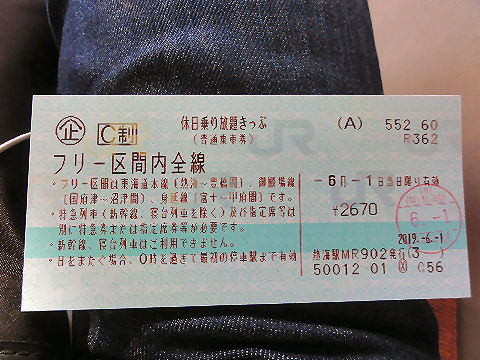 企 C制 休日乗り放題きっぷ (A) 552 60
(普通乗車券) R362
フリー区間内全線
・フリー区間は東海道本線(熱海~豊橋間)、御殿場線
(国府津~沼津間)、身延線(富士~甲府間)です。
・特急列車(新幹線、寝台列車を除く)及び指定席等は
別に特急券または指定席券等が必要です。
・新幹線、寝台列車はご利用できません。
・日をまたぐ場合、0時を過ぎて最初の停車駅まで有効
-6月-1日当日限り有効
¥2670
6.-1
2019.-6.-1
熱海駅MR902発行
50012-01 C56